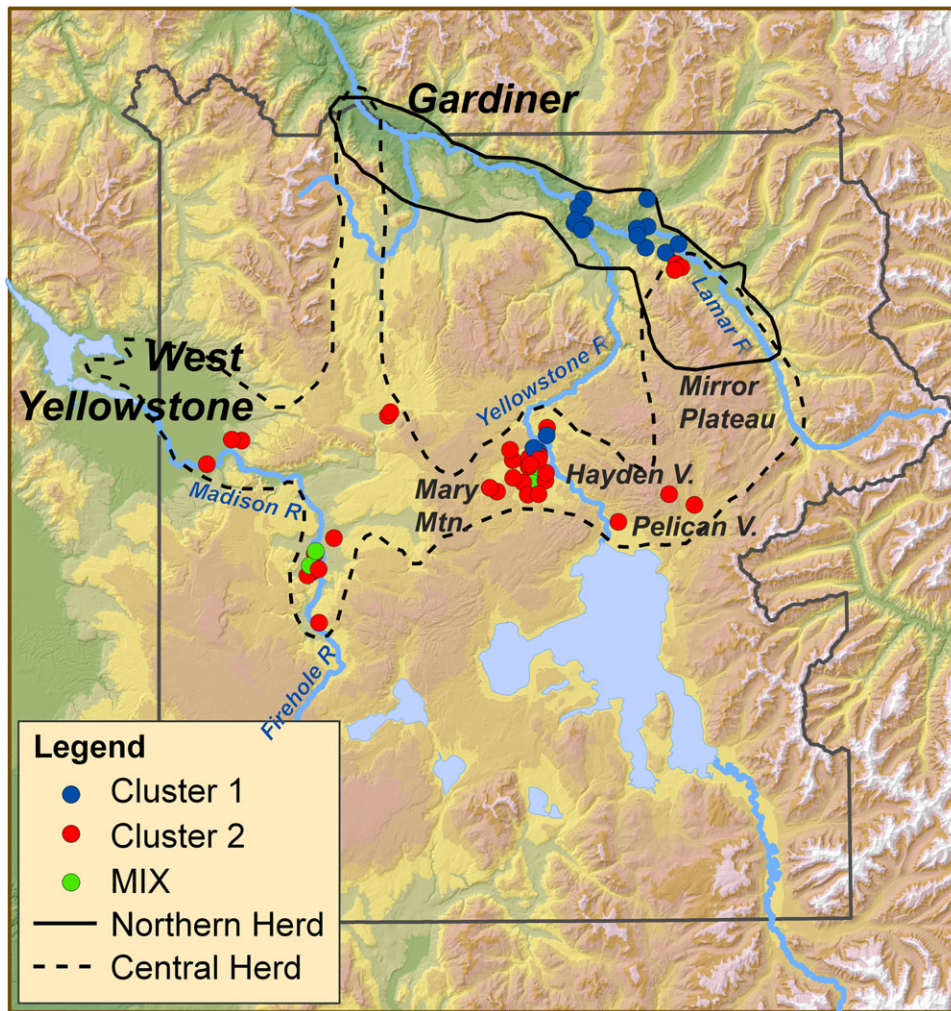 Gardiner
West
Yellowstone
Lamar R
Yellowstone R
Mirror
Plateau
Madison R
Mary
Mtn.
Hayden V.
Pelican V.
Firehole R
Legend
Cluster 1
Cluster 2
MIX
Northern Herd
Central Herd